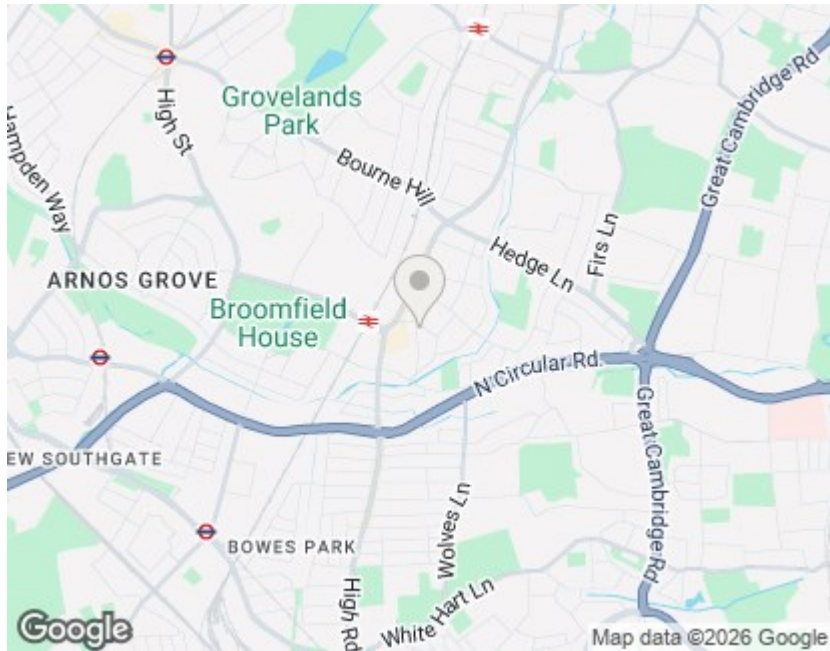 Great Cambridge Rd
Grovelands
Park
High St
Hampden Way
Bourne Hill
Firs Ln
Hedge Ln
ARNOS GROVE
Broomfield
House
N Circular Rd
Great Cambridge Rd
EW SOUTHGATE
Wolves Ln
BOWES PARK
High Rd
White Hart Ln
Google
Map data ©2026 Google